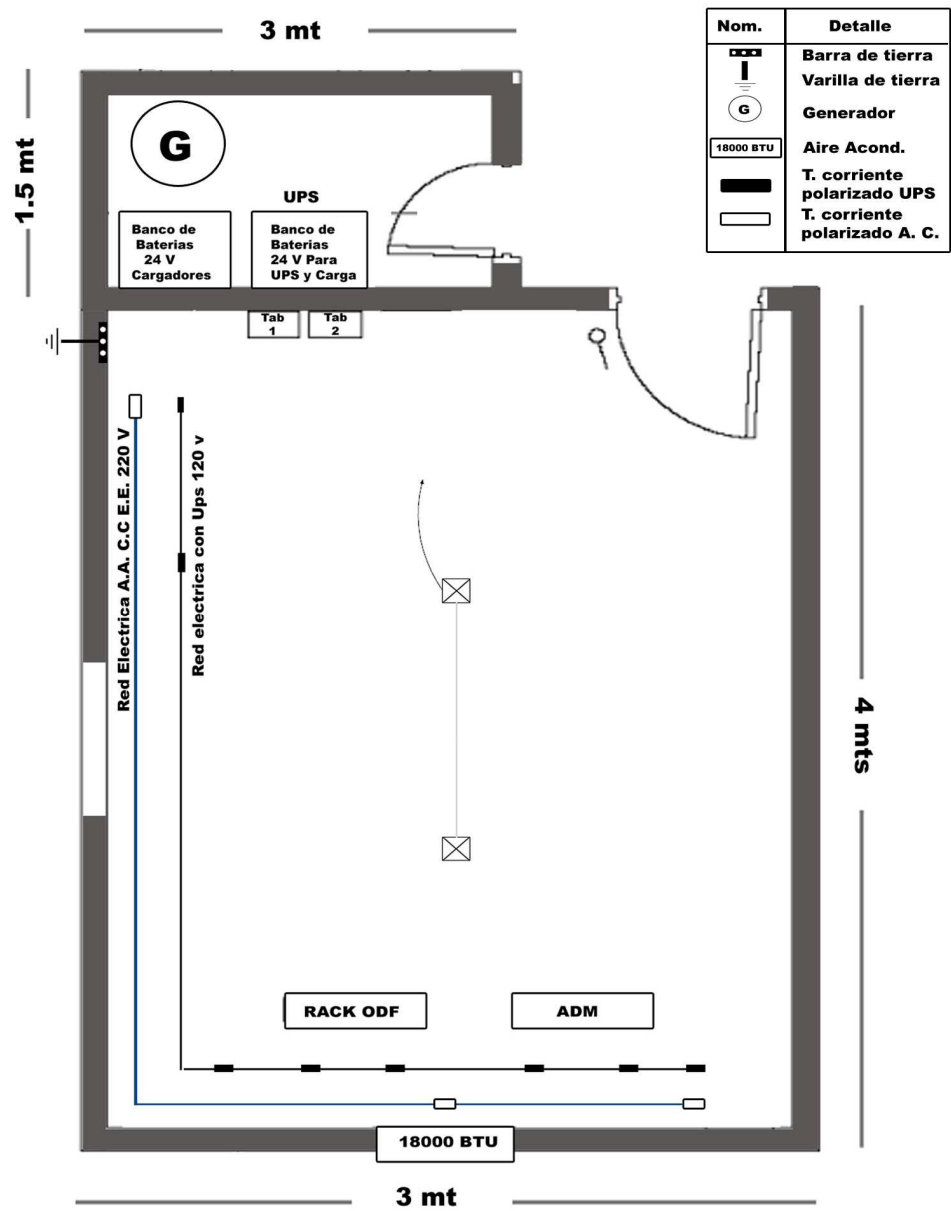 3 mt
Nom.
Detalle
Barra de tierra
Varilla de tierra
G
Generador
18000 BTU
Aire Acond.
T. corriente
polarizado UPS
T. corriente
polarizado A. C.
1.5 mt
G
UPS
Banco de
Baterias
24 V
Cargadores
Banco de
Baterias
24 V Para
UPS y Carga
Tab
1
Tab
2
Red Electrica A.A. C.C E.E. 220 V
Red electrica con Ups 120 v
4 mts
RACK ODF
ADM
18000 BTU
3 mt